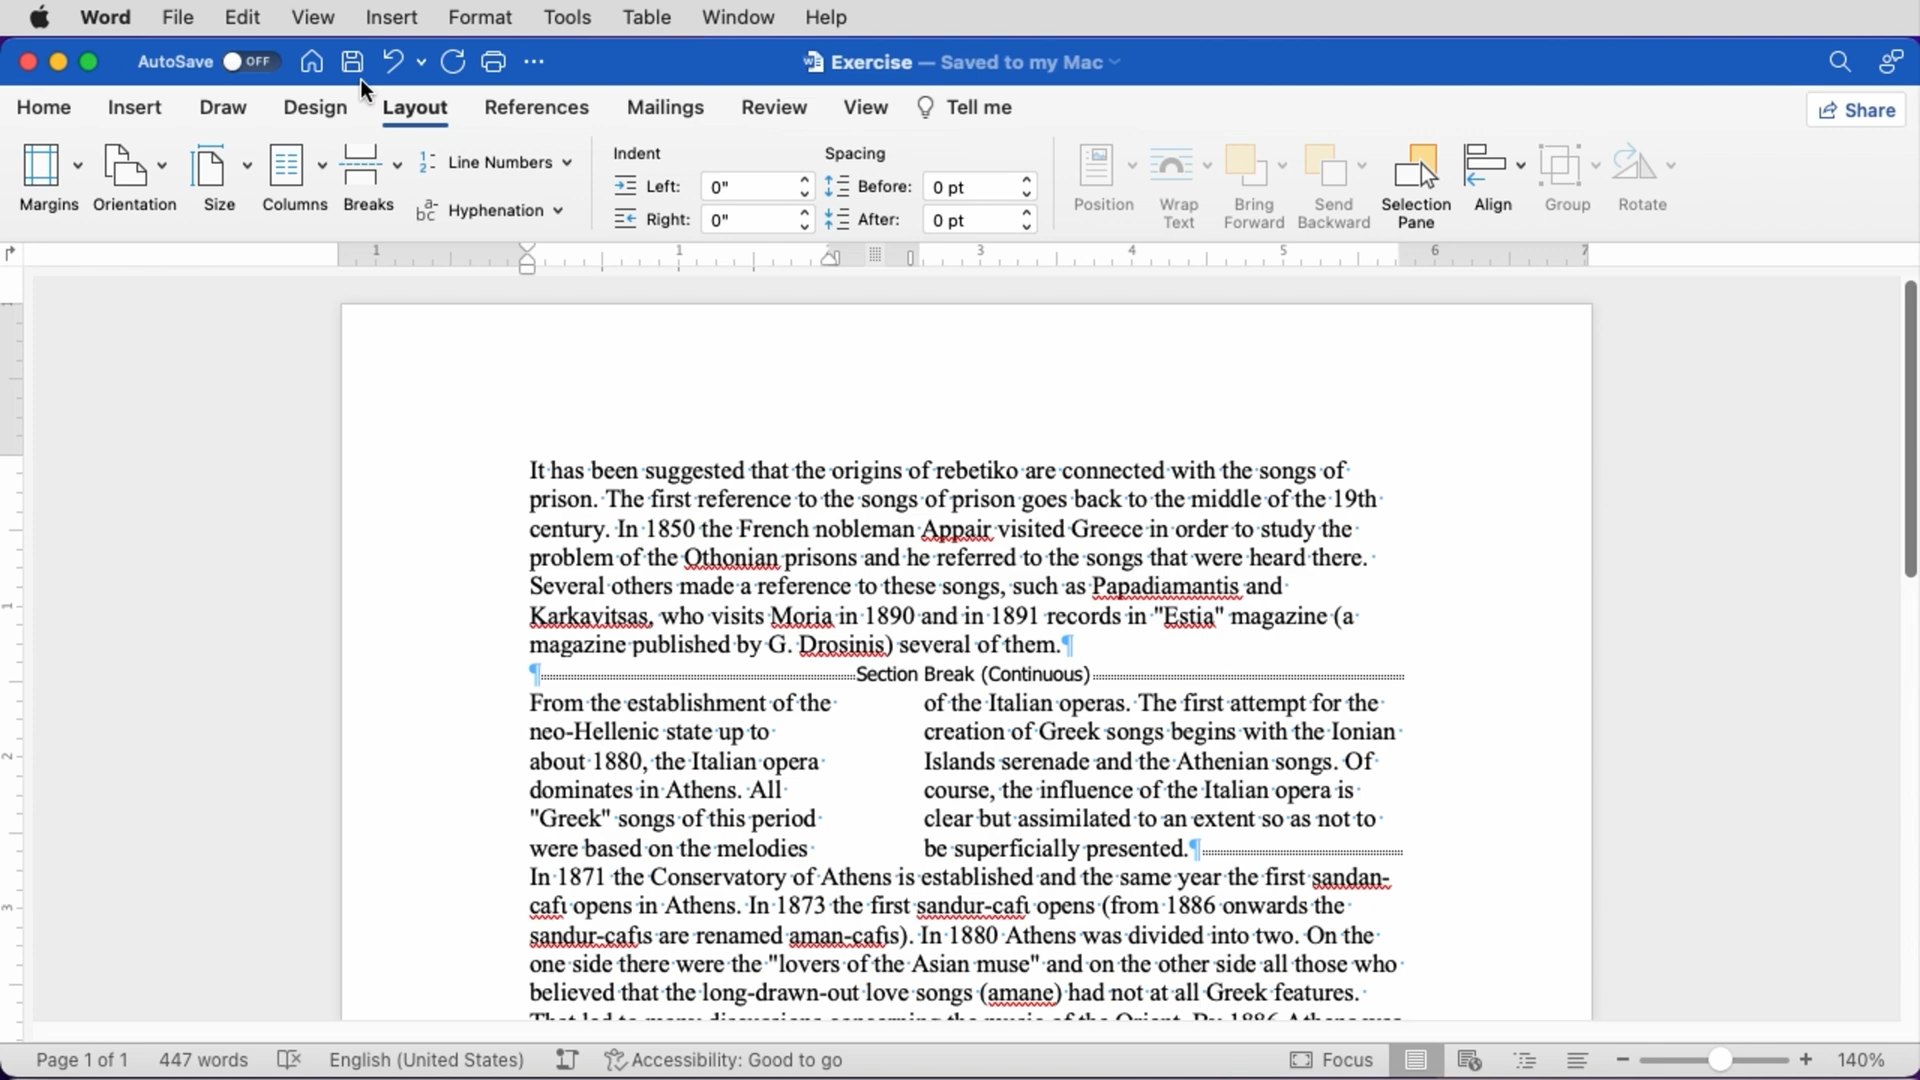 Word File Edit View Insert Format Tools Table Window Help
AutoSave OFF Exercise — Saved to my Mac
Home Insert Draw Design Layout References Mailings Review View Tell me Share
Margins Orientation Size Columns Breaks
Line Numbers
Hyphenation
Indent
Left: 0"
Right: 0"
Spacing
Before: 0 pt
After: 0 pt
Position Wrap Text Bring Forward Send Backward Selection Pane Align Group Rotate
1 1 2 3 4 5 6 7
It has been suggested that the origins of rebetiko are connected with the songs of
prison. The first reference to the songs of prison goes back to the middle of the 19th
century. In 1850 the French nobleman Appair visited Greece in order to study the
problem of the Othonian prisons and he referred to the songs that were heard there.
Several others made a reference to these songs, such as Papadiamantis and
Karkavitsas, who visits Moria in 1890 and in 1891 records in "Estia" magazine (a
magazine published by G. Drosinis) several of them.¶
¶Section Break (Continuous)
From the establishment of the
neo-Hellenic state up to
about 1880, the Italian opera
dominates in Athens. All
"Greek" songs of this period
were based on the melodies
of the Italian operas. The first attempt for the
creation of Greek songs begins with the Ionian
Islands serenade and the Athenian songs. Of
course, the influence of the Italian opera is
clear but assimilated to an extent so as not to
be superficially presented.¶
In 1871 the Conservatory of Athens is established and the same year the first sandan-
cafı opens in Athens. In 1873 the first sandur-cafı opens (from 1886 onwards the
sandur-cafıs are renamed aman-cafıs). In 1880 Athens was divided into two. On the
one side there were the "lovers of the Asian muse" and on the other side all those who
believed that the long-drawn-out love songs (amane) had not at all Greek features.
That led to many discussions concerning the music of the Orient. By 1886 Athens was
1
2
3
Page 1 of 1 447 words English (United States) Accessibility: Good to go Focus 140%